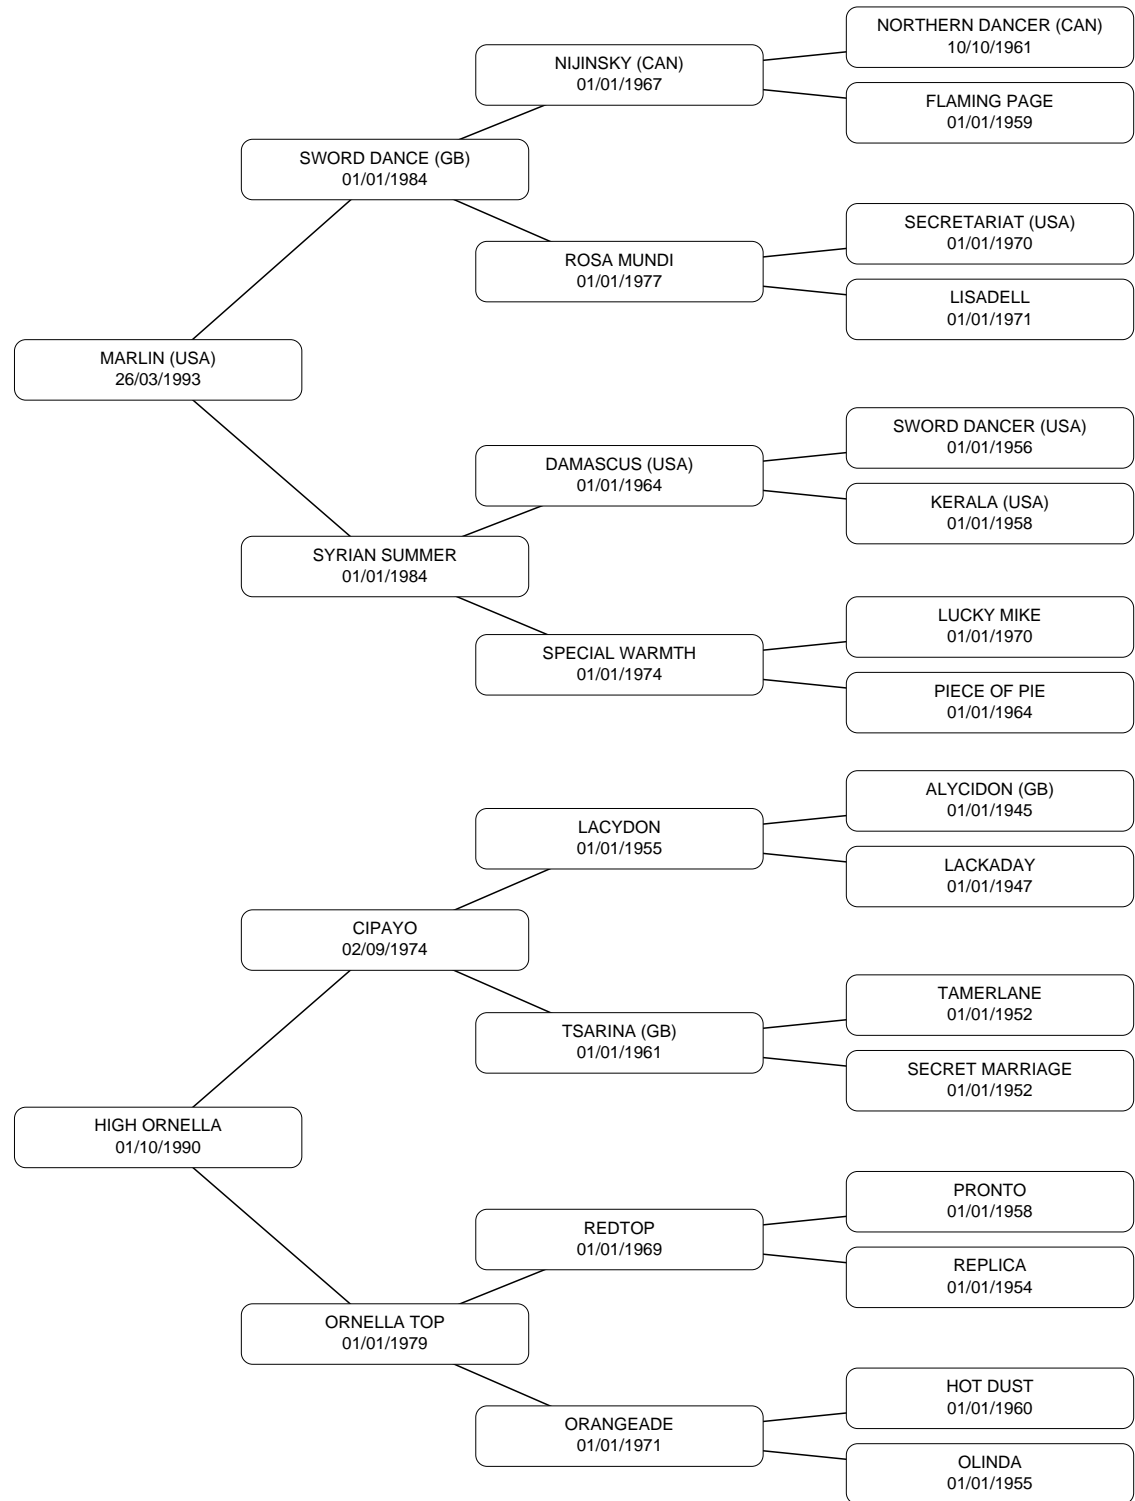 NORTHERN DANCER (CAN)
10/10/1961
NIJINSKY (CAN)
01/01/1967
FLAMING PAGE
01/01/1959
SWORD DANCE (GB)
01/01/1984
SECRETARIAT (USA)
01/01/1970
ROSA MUNDI
01/01/1977
LISADELL
01/01/1971
MARLIN (USA)
26/03/1993
SWORD DANCER (USA)
01/01/1956
DAMASCUS (USA)
01/01/1964
KERALA (USA)
01/01/1958
SYRIAN SUMMER
01/01/1984
LUCKY MIKE
01/01/1970
SPECIAL WARMTH
01/01/1974
PIECE OF PIE
01/01/1964
ALYCIDON (GB)
01/01/1945
LACYDON
01/01/1955
LACKADAY
01/01/1947
CIPAYO
02/09/1974
TAMERLANE
01/01/1952
TSARINA (GB)
01/01/1961
SECRET MARRIAGE
01/01/1952
HIGH ORNELLA
01/10/1990
PRONTO
01/01/1958
REDTOP
01/01/1969
REPLICA
01/01/1954
ORNELLA TOP
01/01/1979
HOT DUST
01/01/1960
ORANGEADE
01/01/1971
OLINDA
01/01/1955